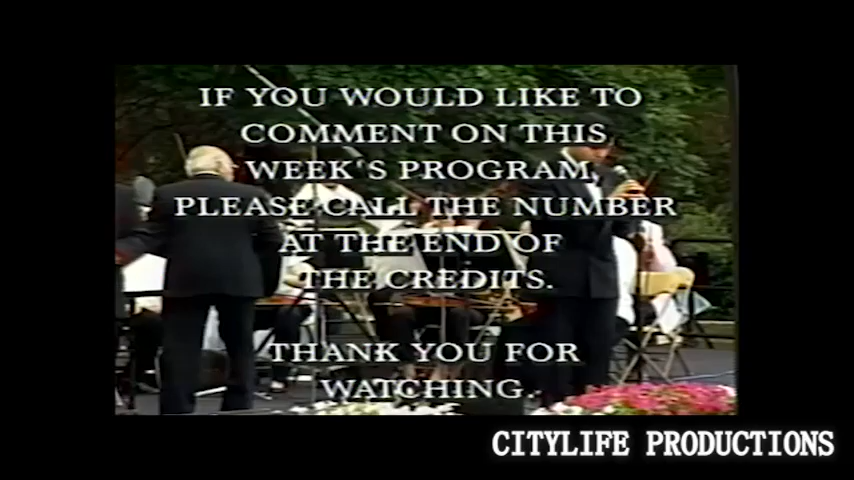 IF YOU WOULD LIKE TO
COMMENT ON THIS
WEEK'S PROGRAM,
PLEASE CALL THE NUMBER
AT THE END OF
THE CREDITS.
THANK YOU FOR
WATCHING.
CITYLIFE PRODUCTIONS